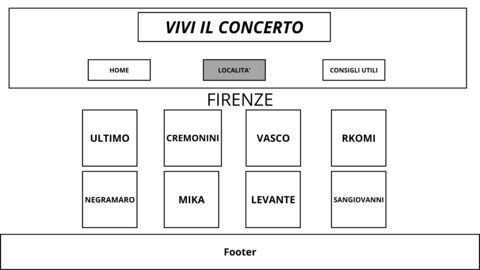 VIVI IL CONCERTO
HOME LOCALITA' CONSIGLI UTILI
FIRENZE
ULTIMO CREMONINI VASCO RKOMI
NEGRAMARO MIKA LEVANTE SANGIOVANNI
Footer